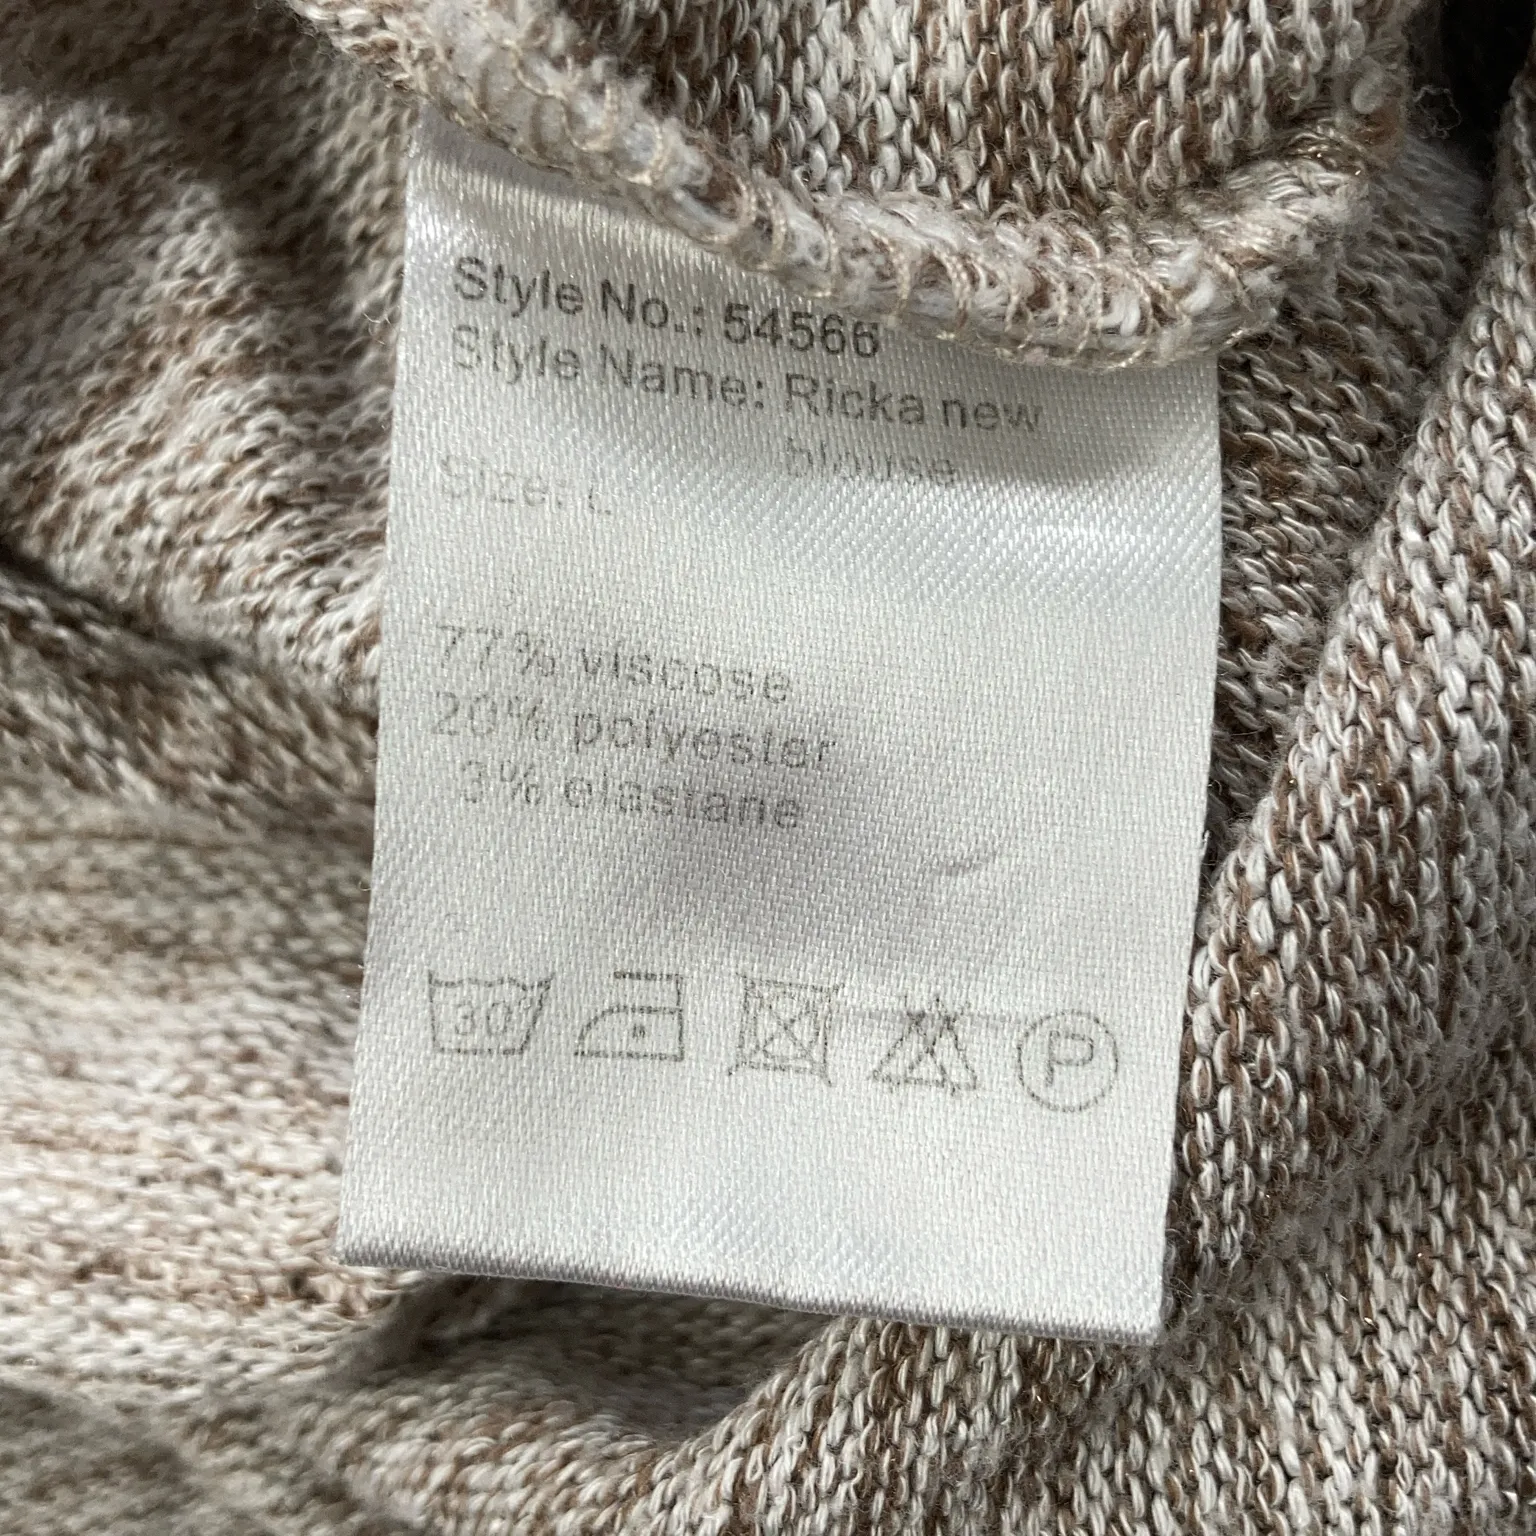 Style No.: 54566
Style Name: Ricka new
blouse
Size: L
77% viscose
20% polyester
3% elastane
30°
P